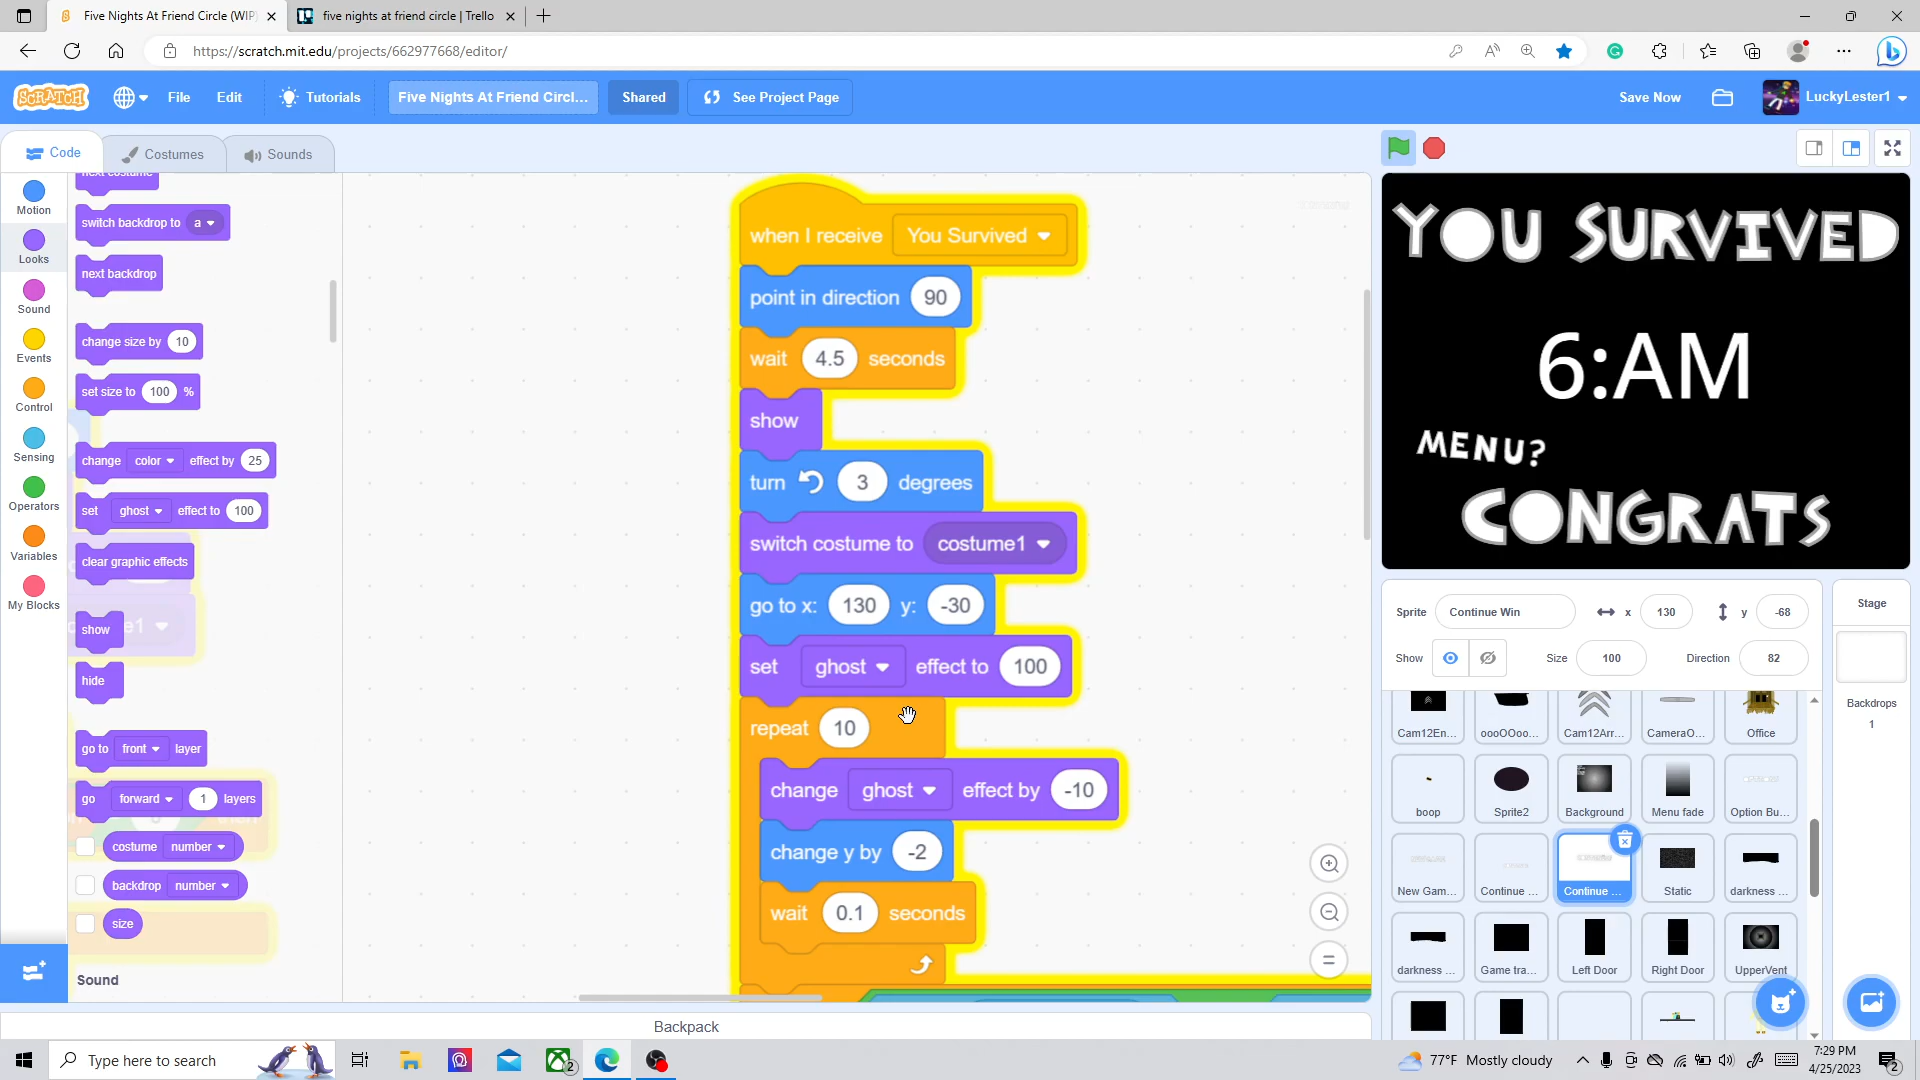 Five Nights At Friend Circle (WIP)
five nights at friend circle | Trello
https://scratch.mit.edu/projects/662977668/editor/
SCRATCH
File
Edit
Tutorials
Five Nights At Friend Circl...
Shared
See Project Page
Save Now
LuckyLester1
Code
Costumes
Sounds
Motion
Looks
Sound
Events
Control
Sensing
Operators
Variables
My Blocks
next costume
switch backdrop to a
next backdrop
change size by 10
set size to 100 %
change color effect by 25
set ghost effect to 100
clear graphic effects
show
hide
go to front layer
go forward 1 layers
costume number
backdrop number
size
Sound
when I receive You Survived
point in direction 90
wait 4.5 seconds
show
turn 3 degrees
switch costume to costume1
go to x: 130 y: -30
set ghost effect to 100
repeat 10
change ghost effect by -10
change y by -2
wait 0.1 seconds
Backpack
YOU SURVIVED
6:AM
MENU?
CONGRATS
Sprite Continue Win x 130 y -68
Show Size 100 Direction 82
Stage
Backdrops
1
Cam12En...
oooOOoo...
Cam12Arr...
CameraO...
Office
boop
Sprite2
Background
Menu fade
Option Bu...
New Gam...
Continue ...
Continue ...
Static
darkness ...
darkness ...
Game tra...
Left Door
Right Door
UpperVent
Type here to search
2
77°F Mostly cloudy
7:29 PM
4/25/2023
2